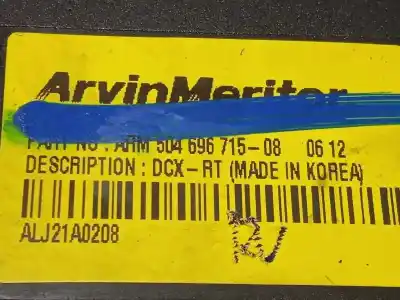 ArvinMeritor
PART NO : ARM 504 696 715-08 06 12
DESCRIPTION : DCX-RT (MADE IN KOREA)
ALJ21A0208